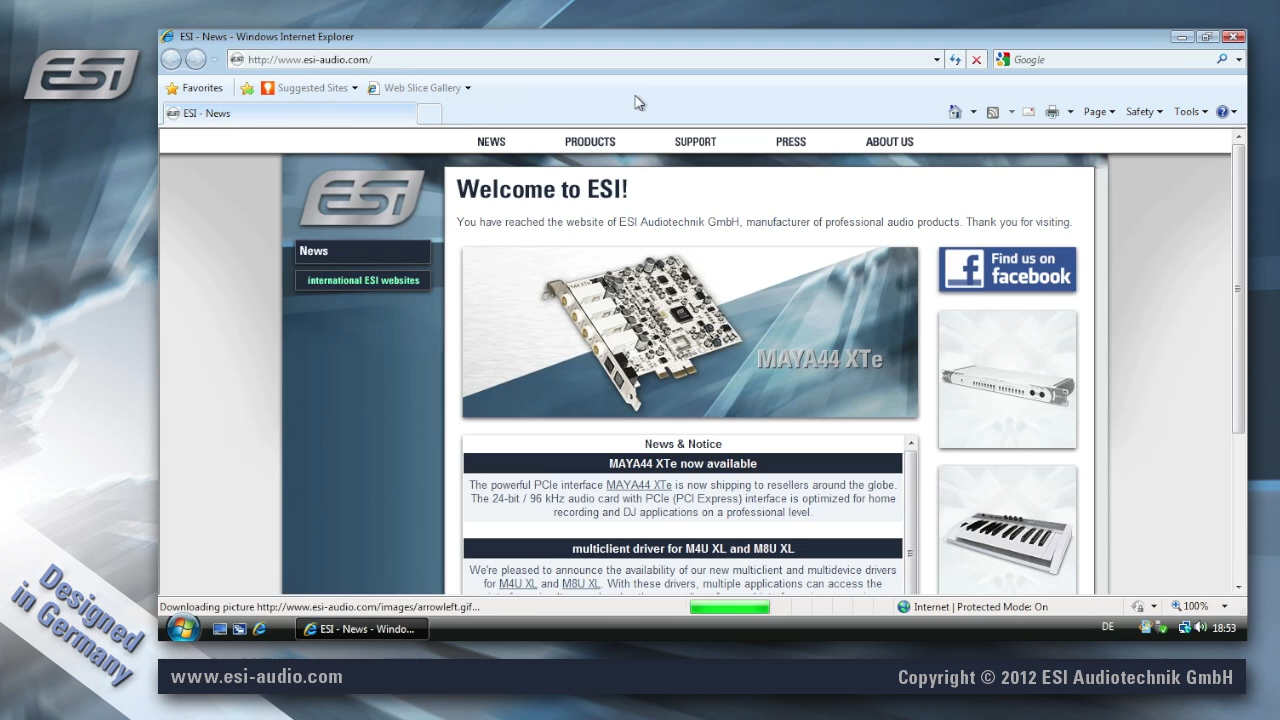 ESI
ESI - News - Windows Internet Explorer
http://www.esi-audio.com/
Google
Favorites
Suggested Sites
Web Slice Gallery
ESI - News
Page
Safety
Tools
NEWS
PRODUCTS
SUPPORT
PRESS
ABOUT US
ESI
News
international ESI websites
Welcome to ESI!
You have reached the website of ESI Audiotechnik GmbH, manufacturer of professional audio products. Thank you for visiting.
MAYA44 XTe
MAYA44 XTe
Find us on
facebook
News & Notice
MAYA44 XTe now available
The powerful PCIe interface MAYA44 XTe is now shipping to resellers around the globe.
The 24-bit / 96 kHz audio card with PCIe (PCI Express) interface is optimized for home
recording and DJ applications on a professional level.
multiclient driver for M4U XL and M8U XL
We're pleased to announce the availability of our new multiclient and multidevice drivers
for M4U XL and M8U XL. With these drivers, multiple applications can access the
Downloading picture http://www.esi-audio.com/images/arrowleft.gif...
Internet | Protected Mode: On
100%
ESI - News - Windo...
DE
18:53
Designed
in Germany
www.esi-audio.com
Copyright © 2012 ESI Audiotechnik GmbH